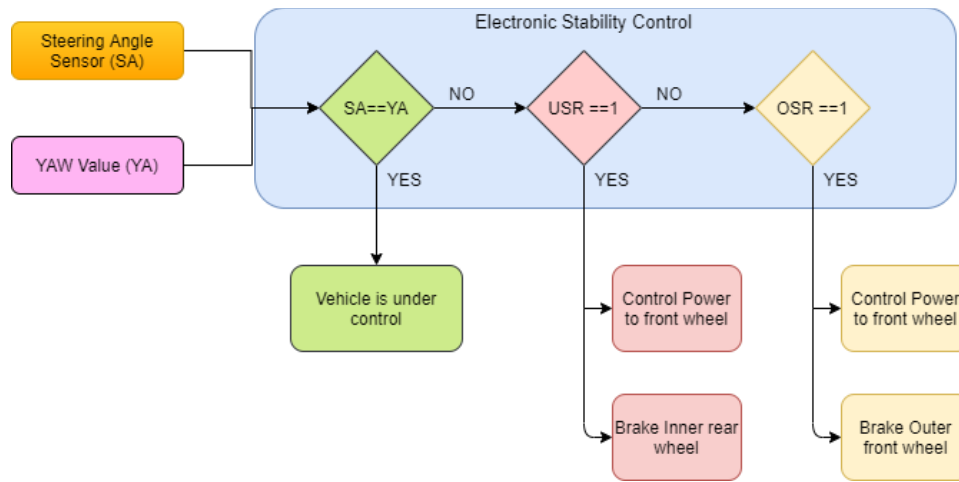 Electronic Stability Control
Steering Angle
Sensor (SA)
YAW Value (YA)
SA==YA
NO
USR ==1
NO
OSR ==1
YES
YES
YES
Vehicle is under
control
Control Power
to front wheel
Control Power
to front wheel
Brake Inner rear
wheel
Brake Outer
front wheel